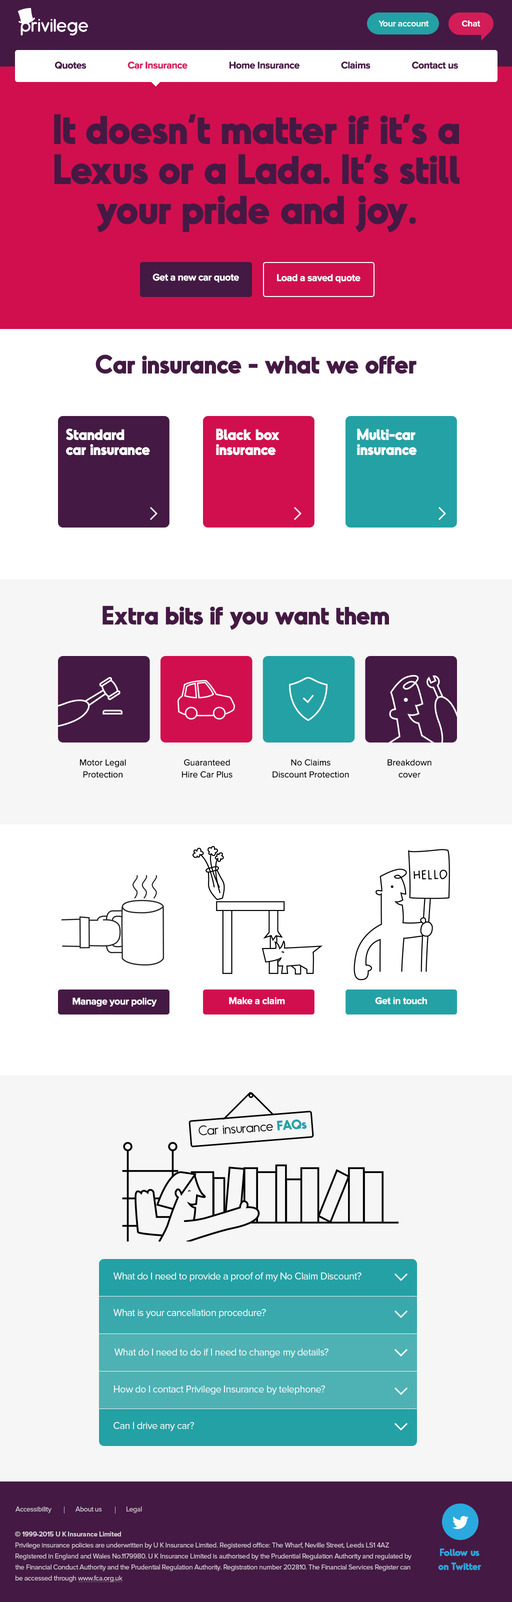 privilege
Your account
Chat
Quotes
Car Insurance
Home Insurance
Claims
Contact us
It doesn't matter if it's a
Lexus or a Lada. It's still
your pride and joy.
Get a new car quote
Load a saved quote
Car insurance - what we offer
Standard
car insurance
Black box
insurance
Multi-car
insurance
Extra bits if you want them
Motor Legal
Protection
Guaranteed
Hire Car Plus
No Claims
Discount Protection
Breakdown
cover
HELLO
Manage your policy
Make a claim
Get in touch
Car insurance FAQs
What do I need to provide a proof of my No Claim Discount?
What is your cancellation procedure?
What do I need to do if I need to change my details?
How do I contact Privilege Insurance by telephone?
Can I drive any car?
Accessibility | About us | Legal
© 1999-2015 U K Insurance Limited
Privilege insurance policies are underwritten by U K Insurance Limited. Registered office: The Wharf, Neville Street, Leeds LS1 4AZ
Registered in England and Wales No.1179980. U K Insurance Limited is authorised by the Prudential Regulation Authority and regulated by
the Financial Conduct Authority and the Prudential Regulation Authority. Registration number 202810. The Financial Services Register can
be accessed through www.fca.org.uk
Follow us
on Twitter